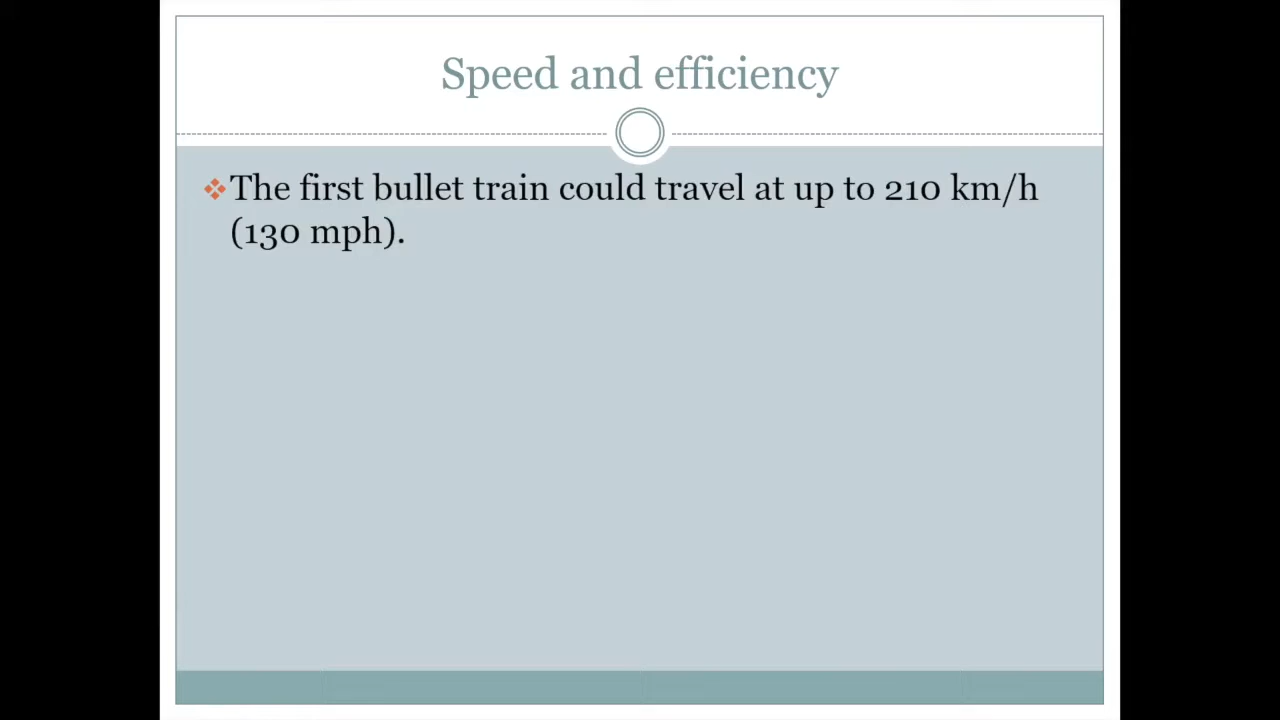 Speed and efficiency
❖The first bullet train could travel at up to 210 km/h
(130 mph).